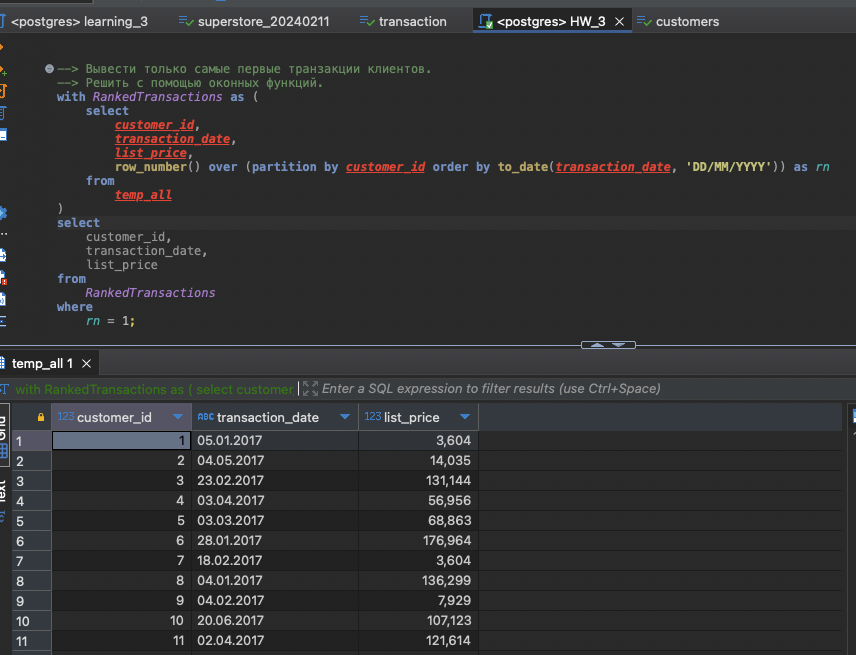 <postgres> learning_3 superstore_20240211 transaction <postgres> HW_3 customers
--> Вывести только самые первые транзакции клиентов.
--> Решить с помощью оконных функций.
with RankedTransactions as (
select
customer_id,
transaction_date,
list_price,
row_number() over (partition by customer_id order by to_date(transaction_date, 'DD/MM/YYYY')) as rn
from
temp_all
)
select
customer_id,
transaction_date,
list_price
from
RankedTransactions
where
rn = 1;
temp_all 1
with RankedTransactions as ( select customer Enter a SQL expression to filter results (use Ctrl+Space)
Grid
Text
123 customer_id ABC transaction_date 123 list_price
1 1 05.01.2017 3,604
2 2 04.05.2017 14,035
3 3 23.02.2017 131,144
4 4 03.04.2017 56,956
5 5 03.03.2017 68,863
6 6 28.01.2017 176,964
7 7 18.02.2017 3,604
8 8 04.01.2017 136,299
9 9 04.02.2017 7,929
10 10 20.06.2017 107,123
11 11 02.04.2017 121,614